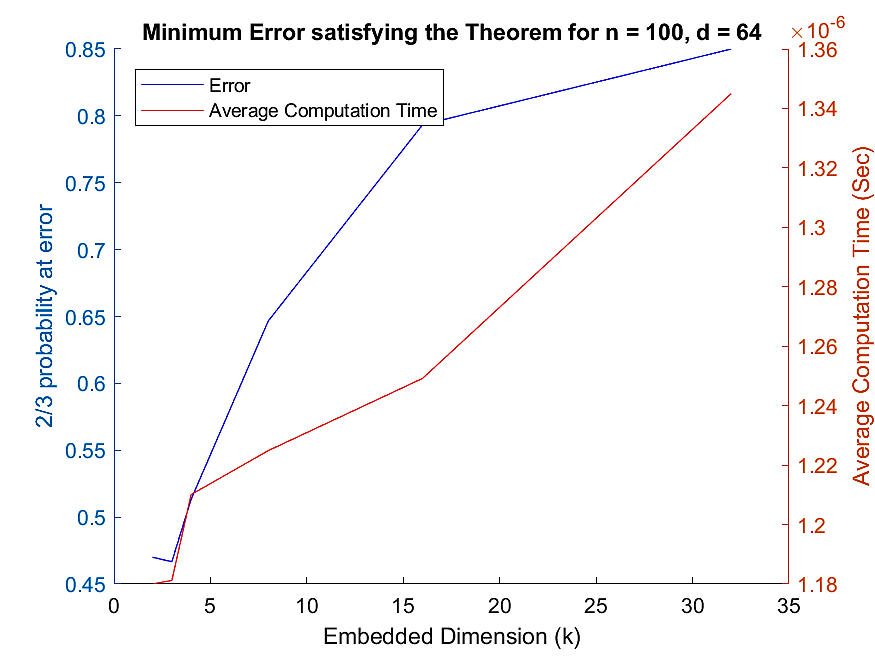 Minimum Error satisfying the Theorem for n = 100, d = 64
×10-6
Error
Average Computation Time
0.85
0.8
0.75
0.7
0.65
0.6
0.55
0.5
0.45
2/3 probability at error
1.36
1.34
1.32
1.3
1.28
1.26
1.24
1.22
1.2
1.18
Average Computation Time (Sec)
0 5 10 15 20 25 30 35
Embedded Dimension (k)